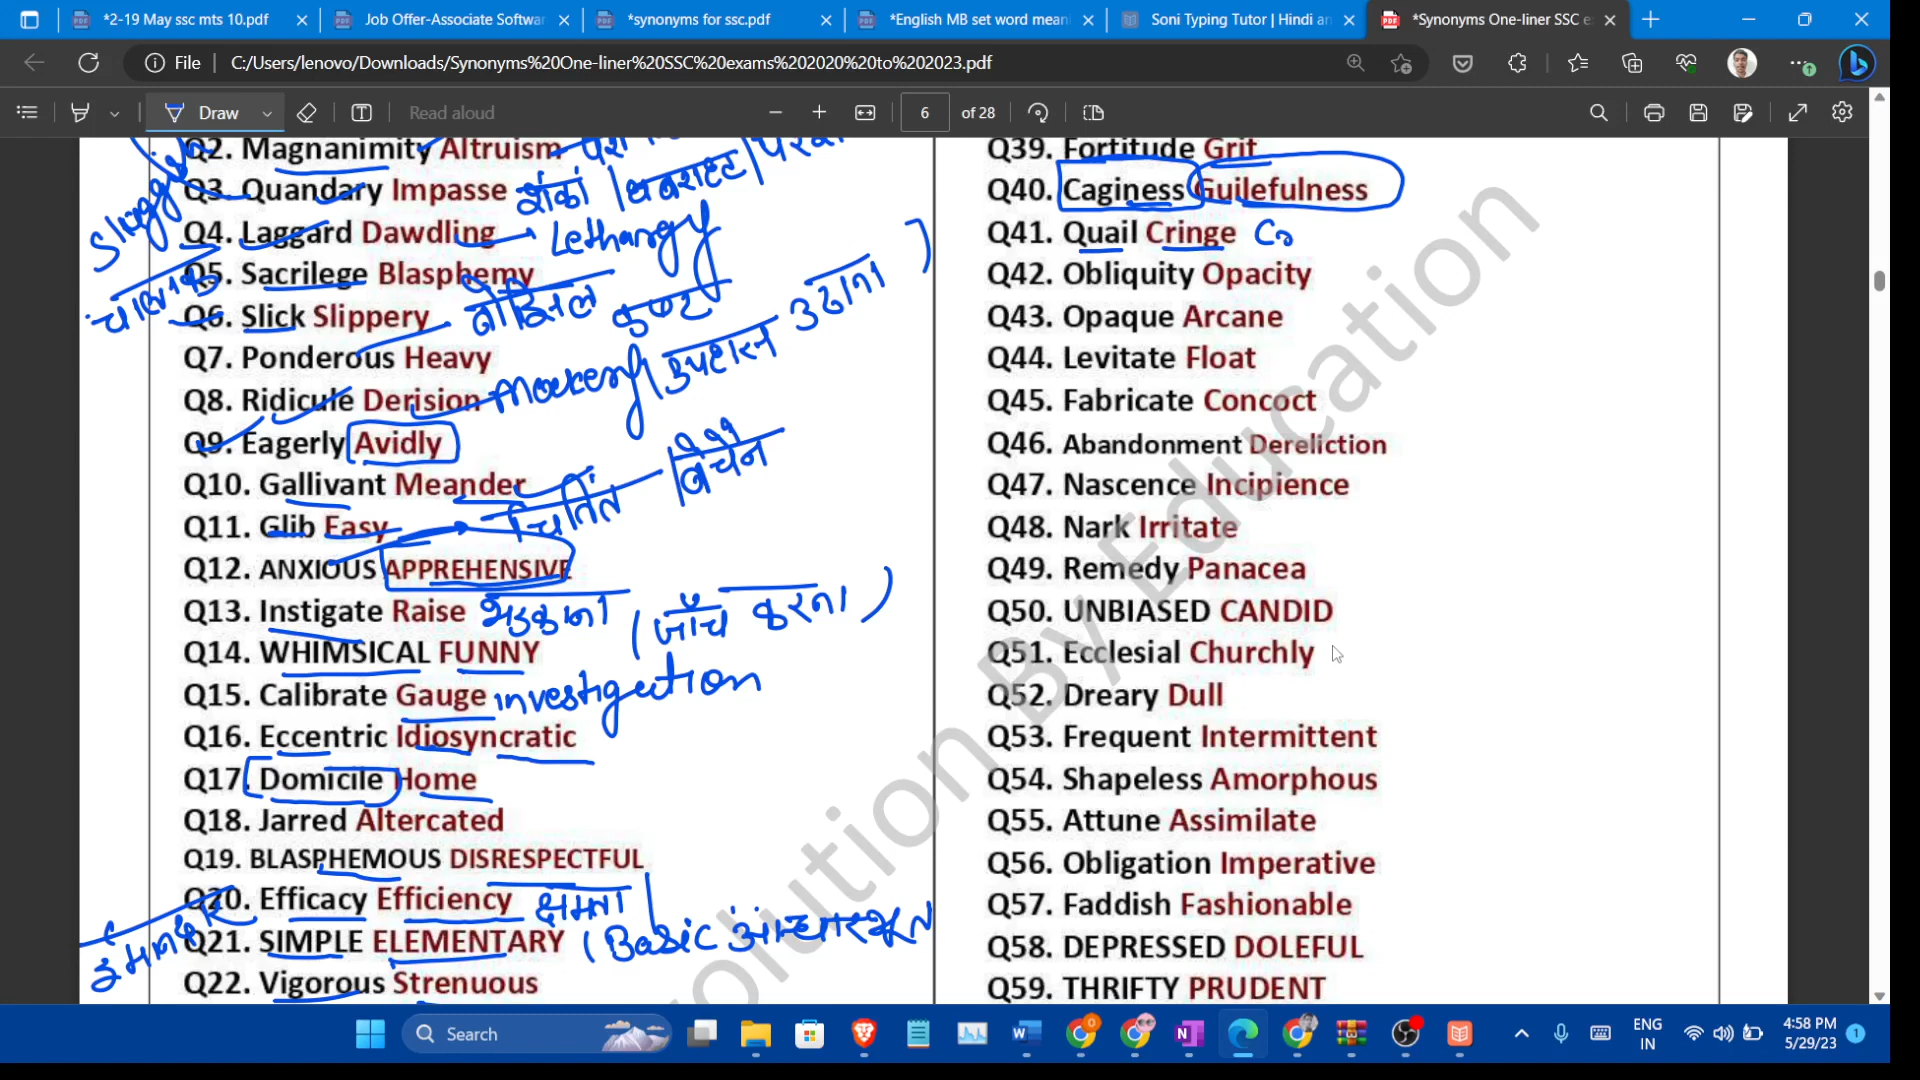 *2-19 May ssc mts 10.pdf
Job Offer-Associate Softwar
*synonyms for ssc.pdf
*English MB set word mean
Soni Typing Tutor | Hindi an
*Synonyms One-liner SSC e
File
C:/Users/lenovo/Downloads/Synonyms%20One-liner%20SSC%20exams%202020%20to%202023.pdf
Draw
Read aloud
6
of 28
Q2. Magnanimity Altruism
Q3. Quandary Impasse शंका
Q4. Laggard Dawdling Lethargy
Q5. Sacrilege Blasphemy
Q6. Slick Slippery
Q7. Ponderous Heavy
Q8. Ridicule Derision उड़ाना
Q9. Eagerly Avidly
Q10. Gallivant Meander
Q11. Glib Easy चिंतित बेचैन
Q12. ANXIOUS APPREHENSIVE
Q13. Instigate Raise भड़काना (जाँच करना)
Q14. WHIMSICAL FUNNY
Q15. Calibrate Gauge investigection
Q16. Eccentric Idiosyncratic
Q17. Domicile Home
Q18. Jarred Altercated
Q19. BLASPHEMOUS DISRESPECTFUL
Q20. Efficacy Efficiency क्षमता
Q21. SIMPLE ELEMENTARY (Basic
Q22. Vigorous Strenuous
Q39. Fortitude Grit
Q40. Caginess Guilefulness
Q41. Quail Cringe Co
Q42. Obliquity Opacity
Q43. Opaque Arcane
Q44. Levitate Float
Q45. Fabricate Concoct
Q46. Abandonment Dereliction
Q47. Nascence Incipience
Q48. Nark Irritate
Q49. Remedy Panacea
Q50. UNBIASED CANDID
Q51. Ecclesial Churchly
Q52. Dreary Dull
Q53. Frequent Intermittent
Q54. Shapeless Amorphous
Q55. Attune Assimilate
Q56. Obligation Imperative
Q57. Faddish Fashionable
Q58. DEPRESSED DOLEFUL
Q59. THRIFTY PRUDENT
olution By Education
Search
ENG
IN
4:58 PM
5/29/23
1